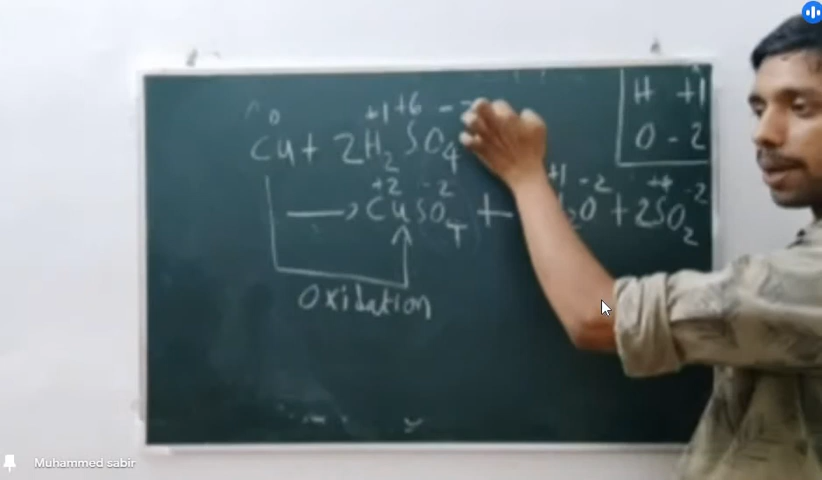 0 +1 +6 -2
Cu + 2H₂SO₄
H +1
O -2
+2 -2 +1 -2 +4 -2
→ CuSO₄ + ₂O + 2SO₂
Oxidation
Muhammed sabir